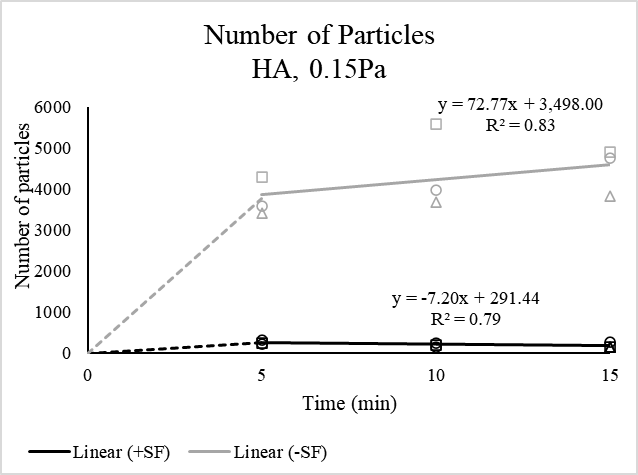 Number of Particles
HA, 0.15Pa
6000
5000
4000
3000
2000
1000
0
Number of particles
y = 72.77x + 3,498.00
R² = 0.83
y = -7.20x + 291.44
R² = 0.79
0 5 10 15
Time (min)
Linear (+SF) Linear (-SF)